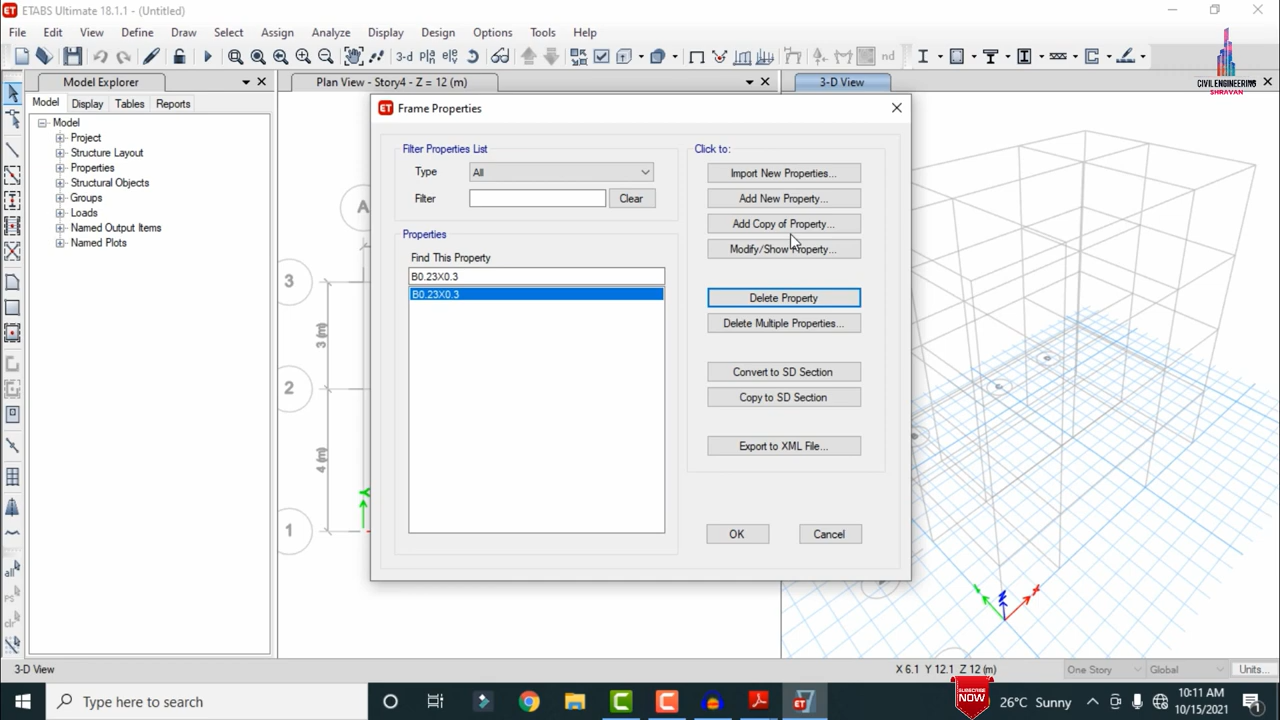 ETABS Ultimate 18.1.1 - (Untitled)
File Edit View Define Draw Select Assign Analyze Display Design Options Tools Help
3-d
nd
Model Explorer
Plan View - Story4 - Z = 12 (m)
3-D View
CIVILENGINEERING
SHRAVAN
Model Display Tables Reports
Model
Project
Structure Layout
Properties
Structural Objects
Groups
Loads
Named Output Items
Named Plots
A
3
3 (m)
2
4 (m)
1
Y
Frame Properties
Filter Properties List
Type All
Filter Clear
Properties
Find This Property
B0.23X0.3
B0.23X0.3
Click to:
Import New Properties...
Add New Property...
Add Copy of Property...
Modify/Show Property...
Delete Property
Delete Multiple Properties...
Convert to SD Section
Copy to SD Section
Export to XML File...
OK Cancel
all
ps
clr
3-D View
X 6.1 Y 12.1 Z 12 (m)
One Story
Global
Units...
Type here to search
SUBSCRIBE
NOW
26°C Sunny
10:11 AM
10/15/2021